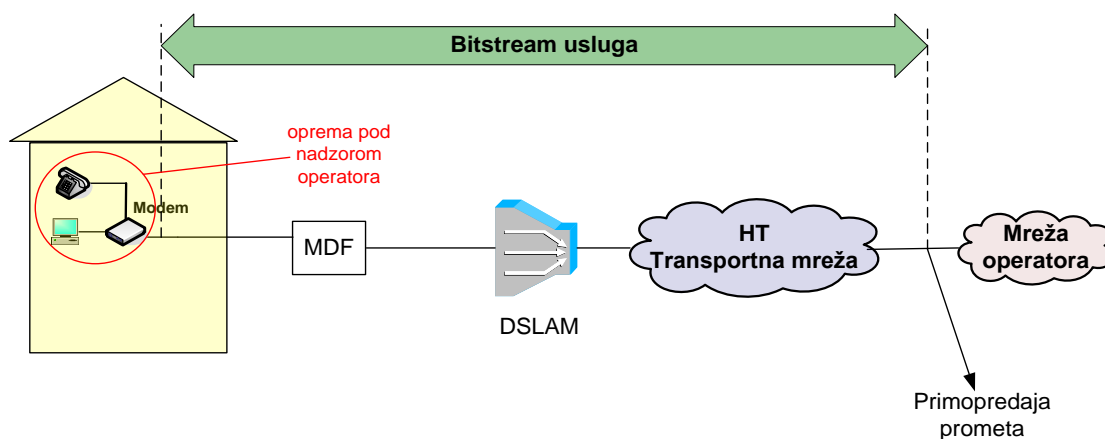 Bitstream usluga
oprema pod
nadzorom
operatora
Modem
MDF
DSLAM
HT
Transportna mreža
Mreža
operatora
Primopredaja
prometa